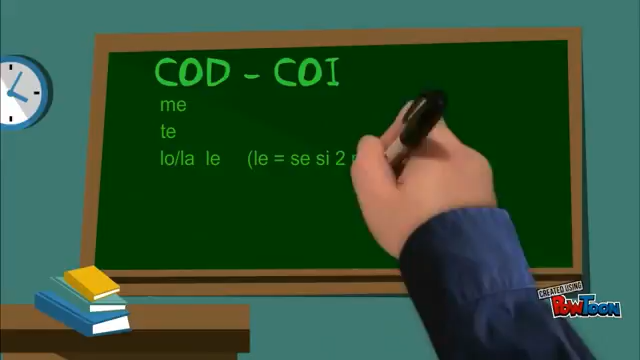 COD - COI
me
te
lo/la le (le = se si 2
CREATED USING
POWTOON